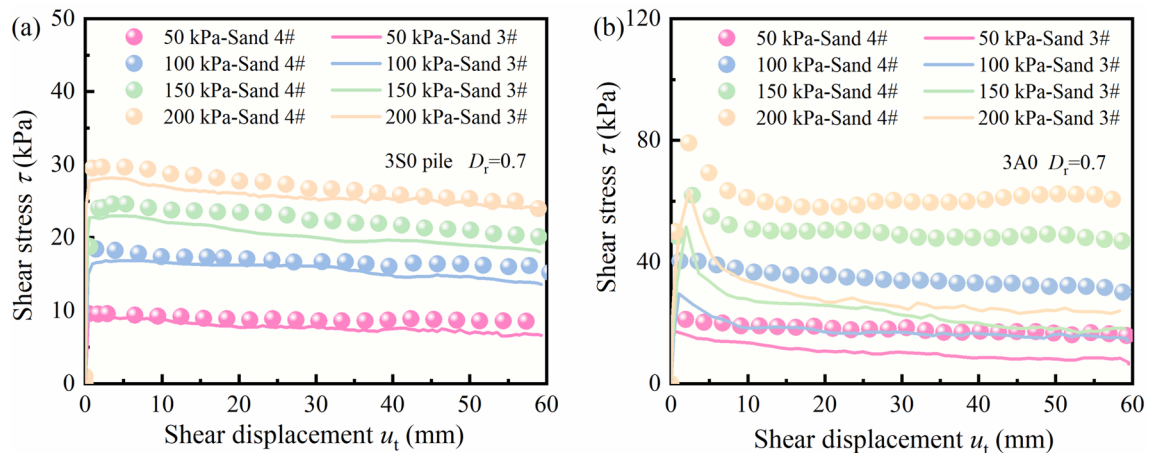 (a)
50
40
30
20
10
0
Shear stress τ (kPa)
50 kPa-Sand 4# 50 kPa-Sand 3#
100 kPa-Sand 4# 100 kPa-Sand 3#
150 kPa-Sand 4# 150 kPa-Sand 3#
200 kPa-Sand 4# 200 kPa-Sand 3#
3S0 pile Dr=0.7
0 10 20 30 40 50 60
Shear displacement ut (mm)
(b)
120
80
40
0
Shear stress τ (kPa)
50 kPa-Sand 4# 50 kPa-Sand 3#
100 kPa-Sand 4# 100 kPa-Sand 3#
150 kPa-Sand 4# 150 kPa-Sand 3#
200 kPa-Sand 4# 200 kPa-Sand 3#
3A0 Dr=0.7
0 10 20 30 40 50 60
Shear displacement ut (mm)